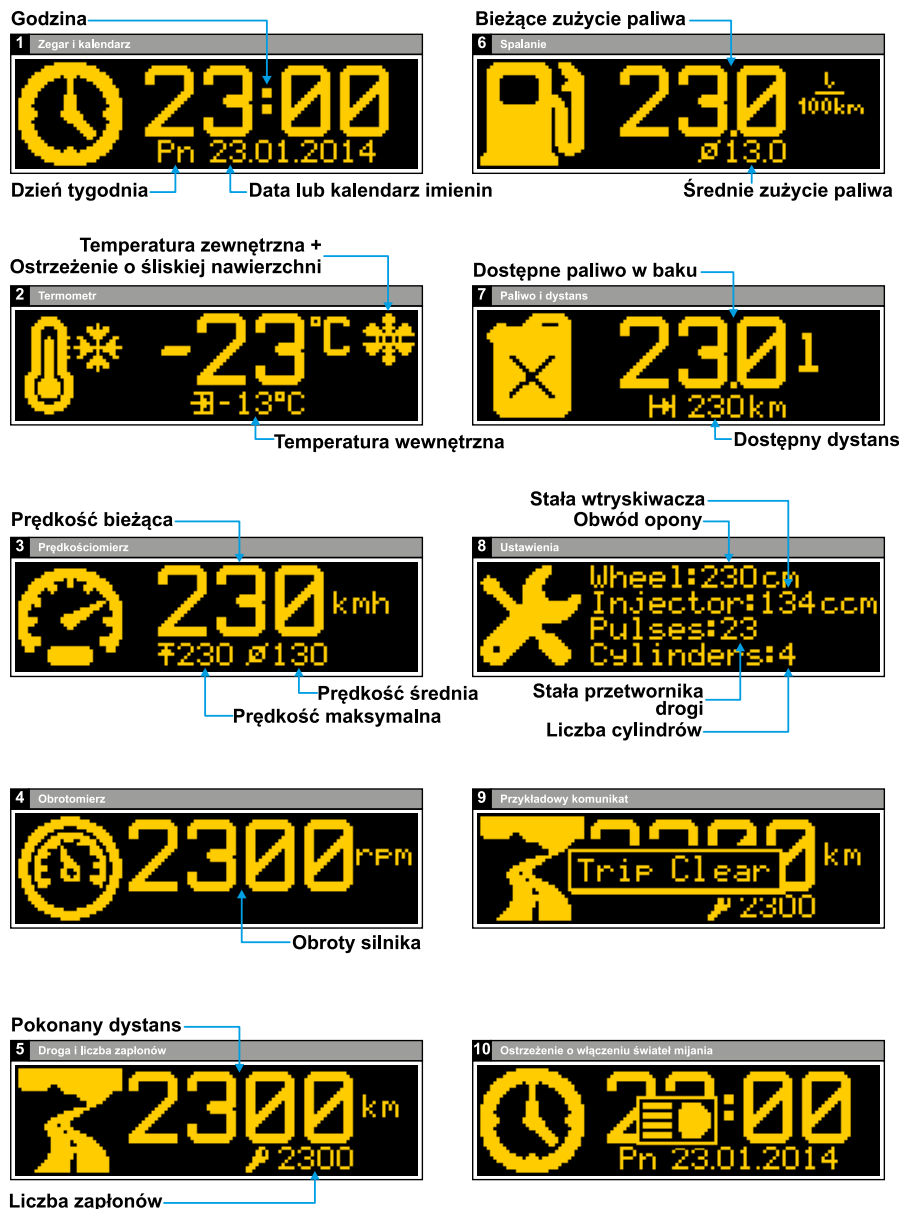 Godzina
1 Zegar i kalendarz
23:00
Pn 23.01.2014
Dzień tygodnia
Data lub kalendarz imienin
Temperatura zewnętrzna +
Ostrzeżenie o śliskiej nawierzchni
2 Termometr
-23°C
-13°C
Temperatura wewnętrzna
Prędkość bieżąca
3 Prędkościomierz
230 kmh
230 ø130
Prędkość średnia
Prędkość maksymalna
4 Obrotomierz
2300 rpm
Obroty silnika
Pokonany dystans
5 Droga i liczba zapłonów
2300 km
2300
Liczba zapłonów
Bieżące zużycie paliwa
6 Spalanie
23.0 l/100km
ø13.0
Średnie zużycie paliwa
Dostępne paliwo w baku
7 Paliwo i dystans
23.0 l
230km
Dostępny dystans
Stała wtryskiwacza
Obwód opony
8 Ustawienia
Wheel:230cm
Injector:134ccm
Pulses:23
Cylinders:4
Stała przetwornika
drogi
Liczba cylindrów
9 Przykładowy komunikat
2300 km
Trip Clear
2300
10 Ostrzeżenie o włączeniu świateł mijania
23:00
Pn 23.01.2014